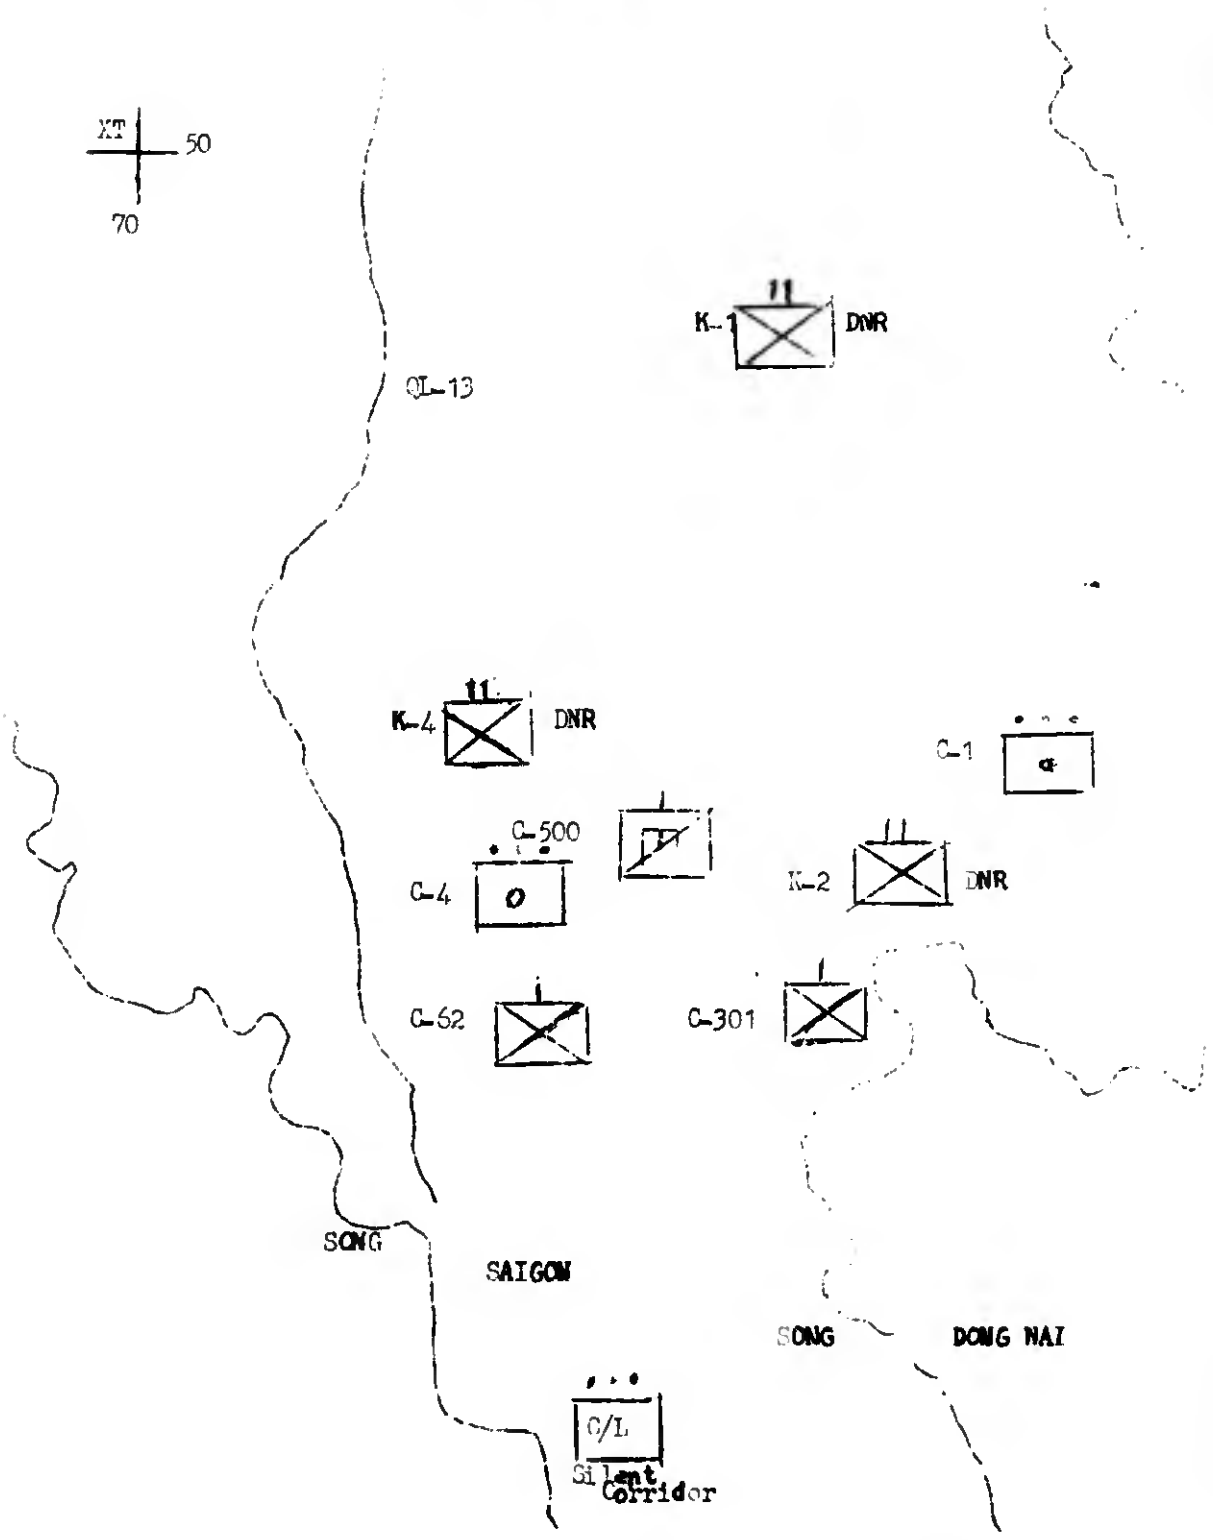 XT
50
70
K-1 DNR
QL-13
K-4 DNR
C-1
C-500
C-4
K-2 DNR
C-62
C-301
SONG SAIGON
SONG DONG NAI
C/L
Silent
Corridor